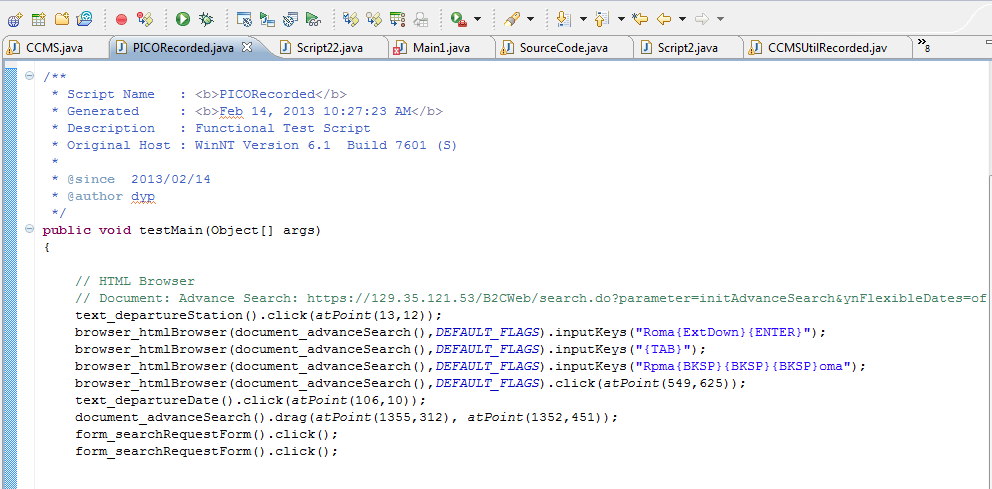 CCMS.java PICORecorded.java Script22.java Main1.java SourceCode.java Script2.java CCMSUtilRecorded.jav »8
/**
* Script Name   : <b>PICORecorded</b>
* Generated     : <b>Feb 14, 2013 10:27:23 AM</b>
* Description   : Functional Test Script
* Original Host : WinNT Version 6.1  Build 7601 (S)
*
* @since  2013/02/14
* @author dyp
*/
public void testMain(Object[] args)
{
// HTML Browser
// Document: Advance Search: https://129.35.121.53/B2CWeb/search.do?parameter=initAdvanceSearch&ynFlexibleDates=of
text_departureStation().click(atPoint(13,12));
browser_htmlBrowser(document_advanceSearch(),DEFAULT_FLAGS).inputKeys("Roma{ExtDown}{ENTER}");
browser_htmlBrowser(document_advanceSearch(),DEFAULT_FLAGS).inputKeys("{TAB}");
browser_htmlBrowser(document_advanceSearch(),DEFAULT_FLAGS).inputKeys("Rpma{BKSP}{BKSP}{BKSP}oma");
browser_htmlBrowser(document_advanceSearch(),DEFAULT_FLAGS).click(atPoint(549,625));
text_departureDate().click(atPoint(106,10));
document_advanceSearch().drag(atPoint(1355,312), atPoint(1352,451));
form_searchRequestForm().click();
form_searchRequestForm().click();